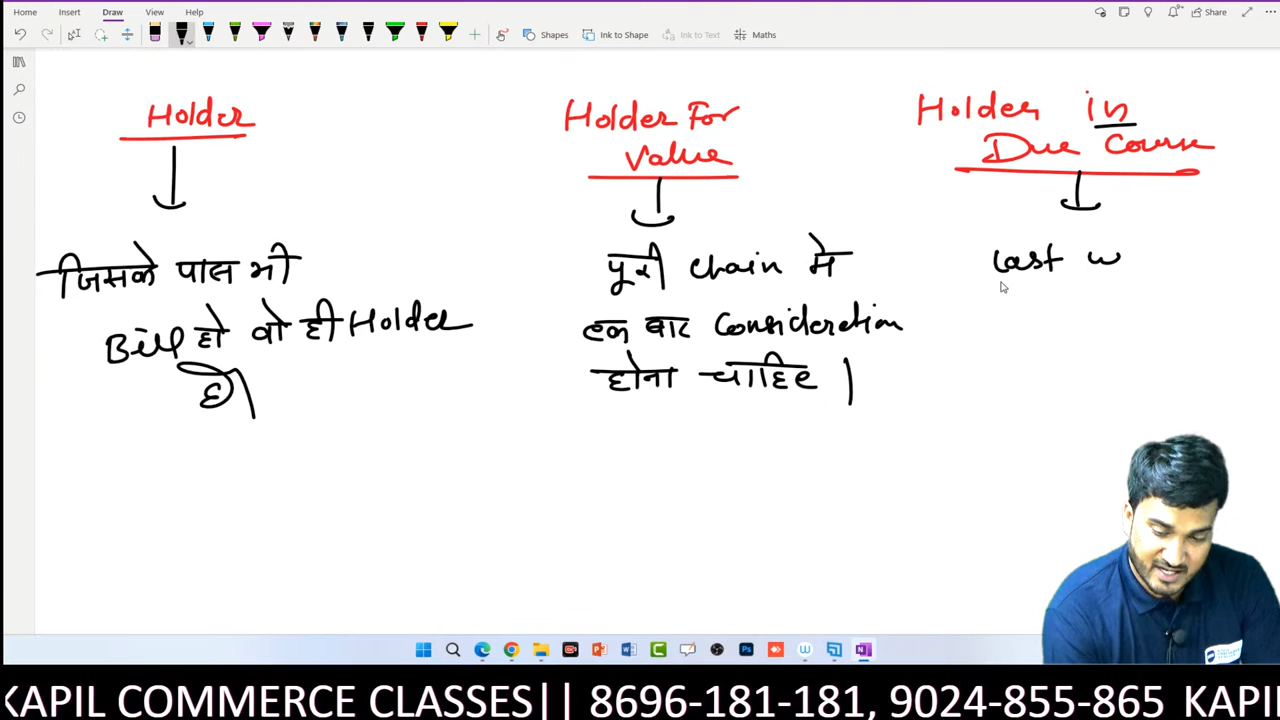 Home Insert Draw View Help
Share
Shapes Ink to Shape Ink to Text Maths
Holder
जिसके पास भी
Bill हो वो ही Holder
है।
Holder For
Value
पूरी chain मे
एक बार Consideration
होना चाहिए।
Holder in
Due Course
Last w
KAPIL COMMERCE CLASSES|| 8696-181-181, 9024-855-865 KAPI